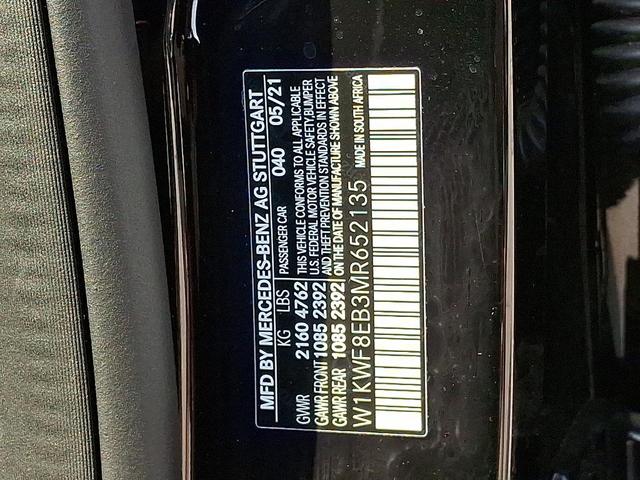 MFD BY MERCEDES-BENZ AG STUTTGART
KG LBS PASSENGER CAR 040 05/21
GVWR 2160 4762 THIS VEHICLE CONFORMS TO ALL APPLICABLE
GAWR FRONT 1085 2392 U.S. FEDERAL MOTOR VEHICLE SAFETY,BUMPER
AND THEFT PREVENTION STANDARDS IN EFFECT
GAWR REAR 1085 2392 ON THE DATE OF MANUFACTURE SHOWN ABOVE
W1KWF8EB3MR652135 MADE IN SOUTH AFRICA